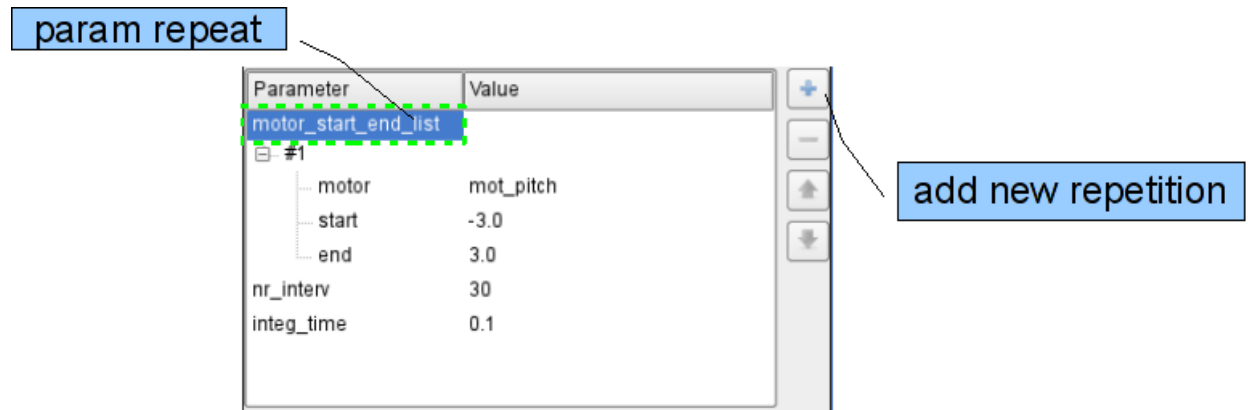 param repeat
Parameter Value
motor_start_end_list
#1
motor mot_pitch
start -3.0
end 3.0
nr_interv 30
integ_time 0.1
add new repetition